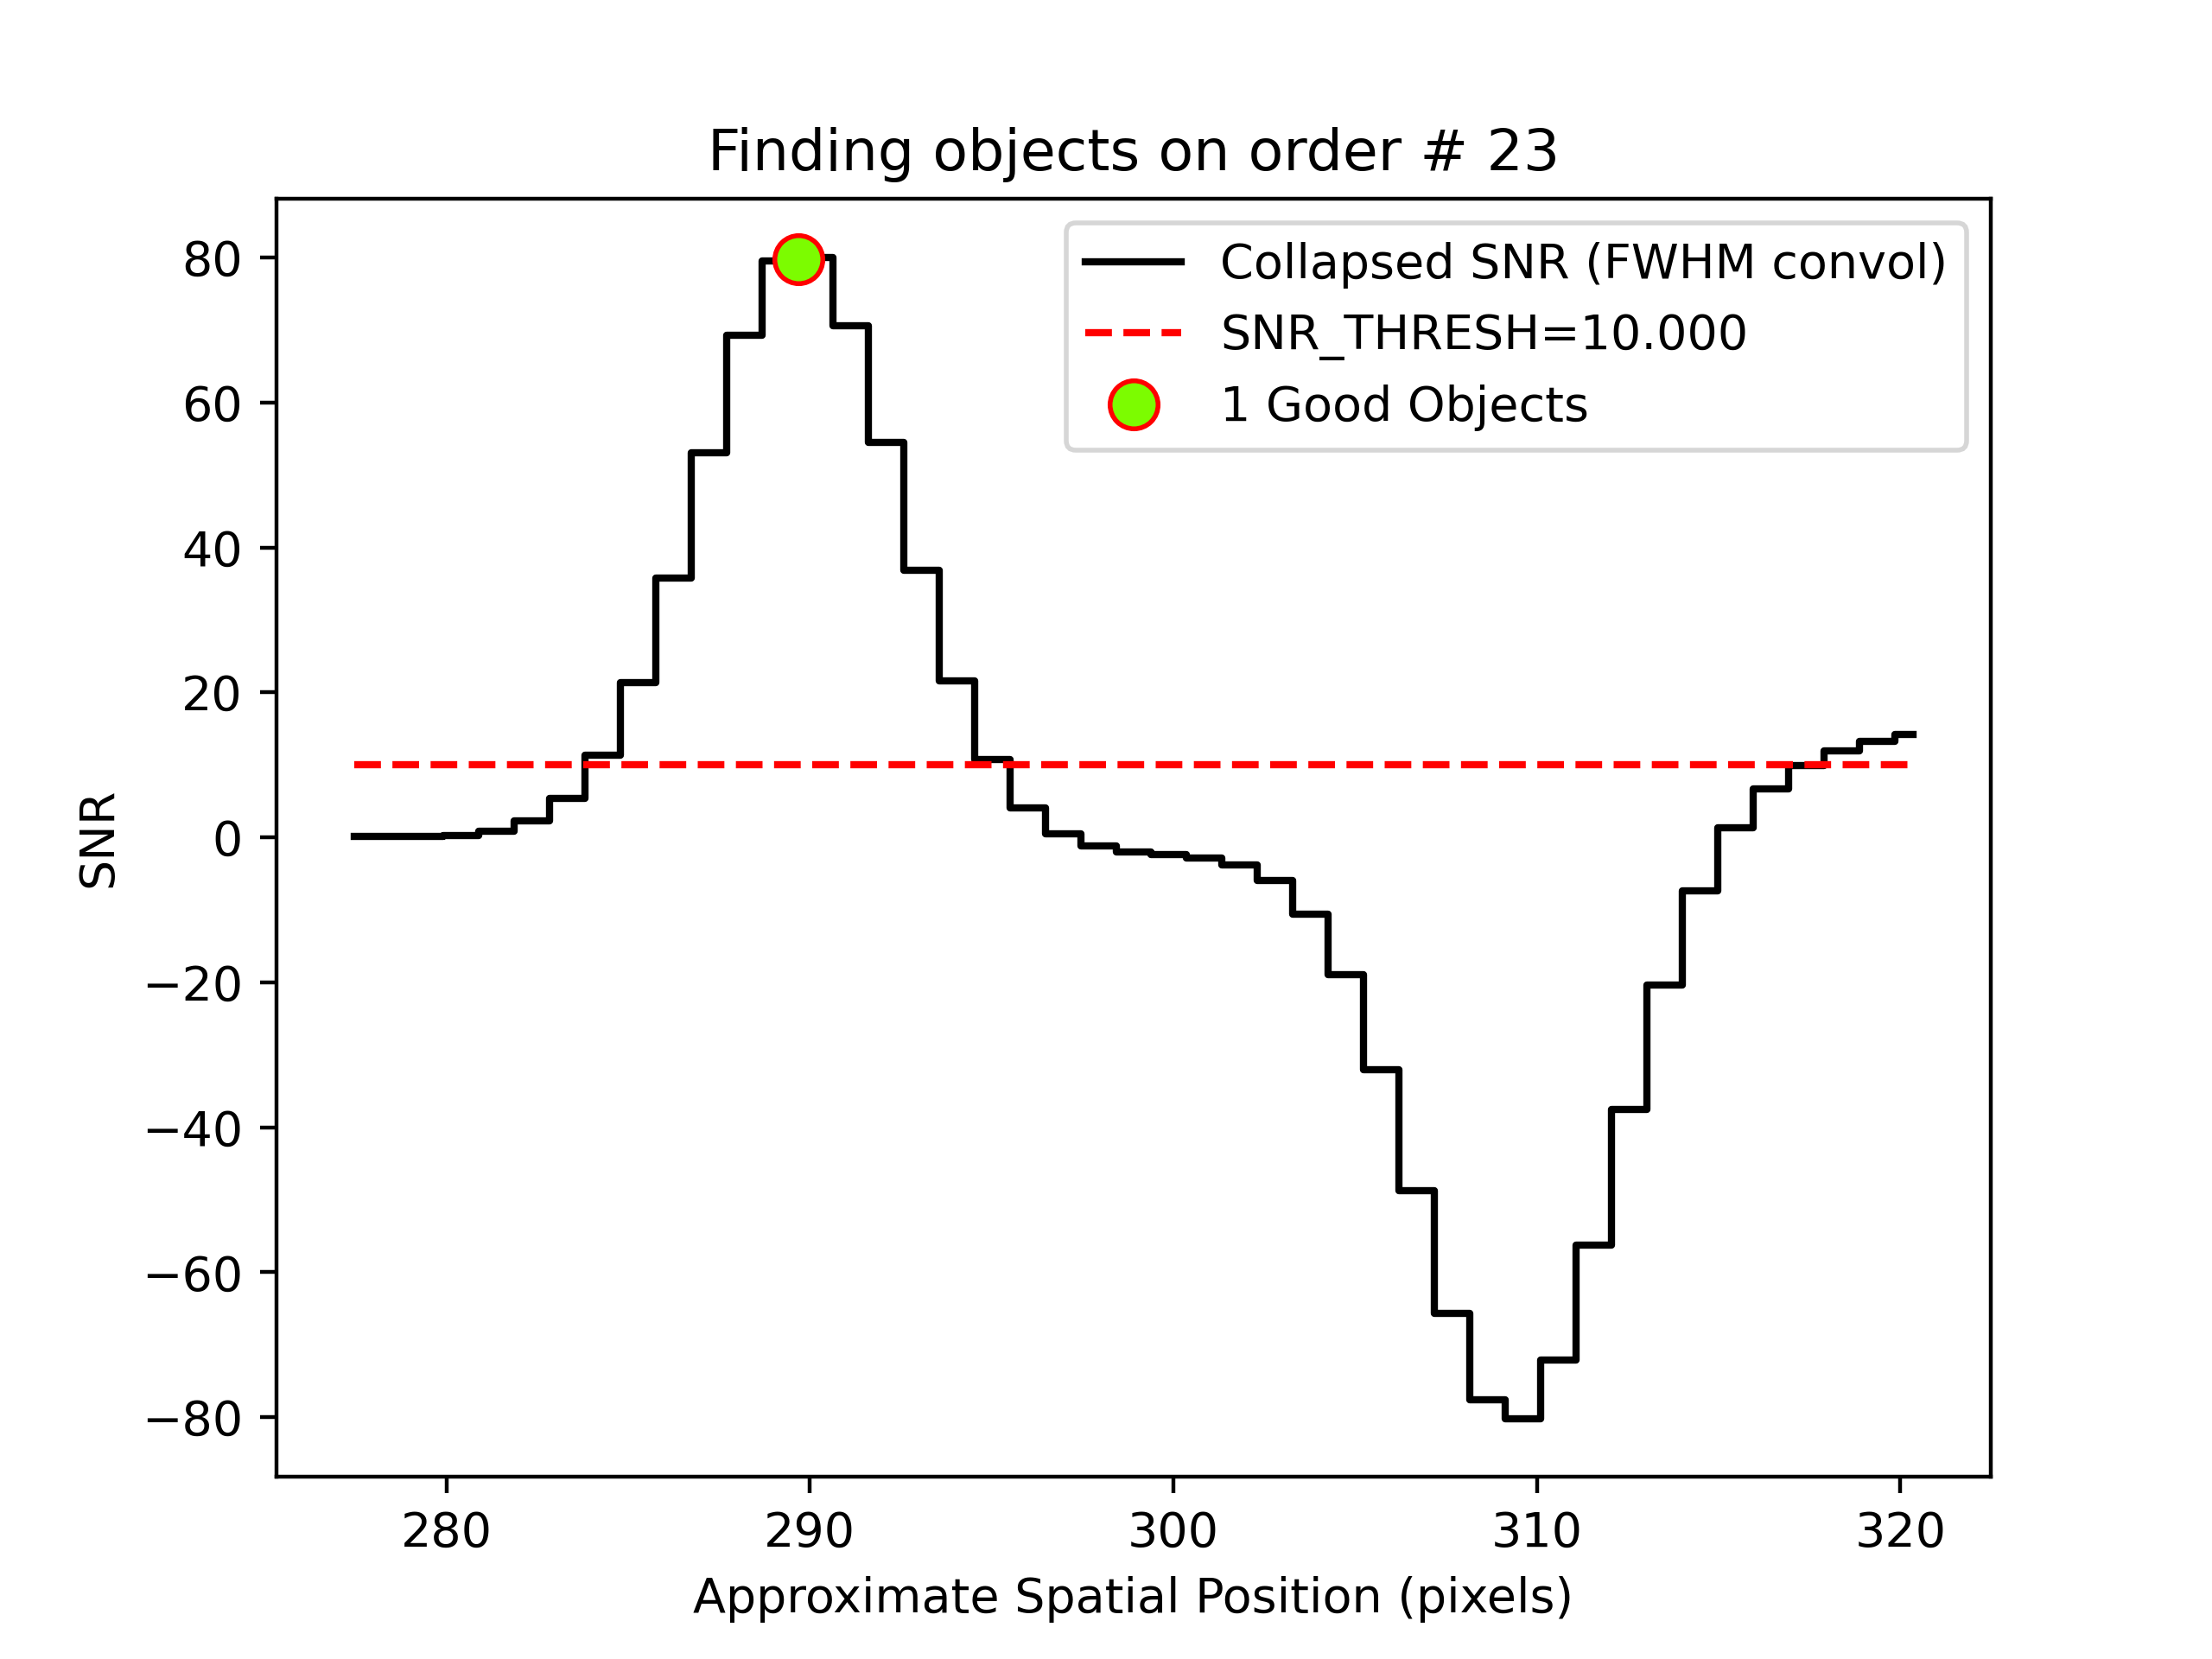 Finding objects on order # 23
Collapsed SNR (FWHM convol)
SNR_THRESH=10.000
1 Good Objects
80
60
40
20
0
−20
−40
−60
−80
SNR
280 290 300 310 320
Approximate Spatial Position (pixels)